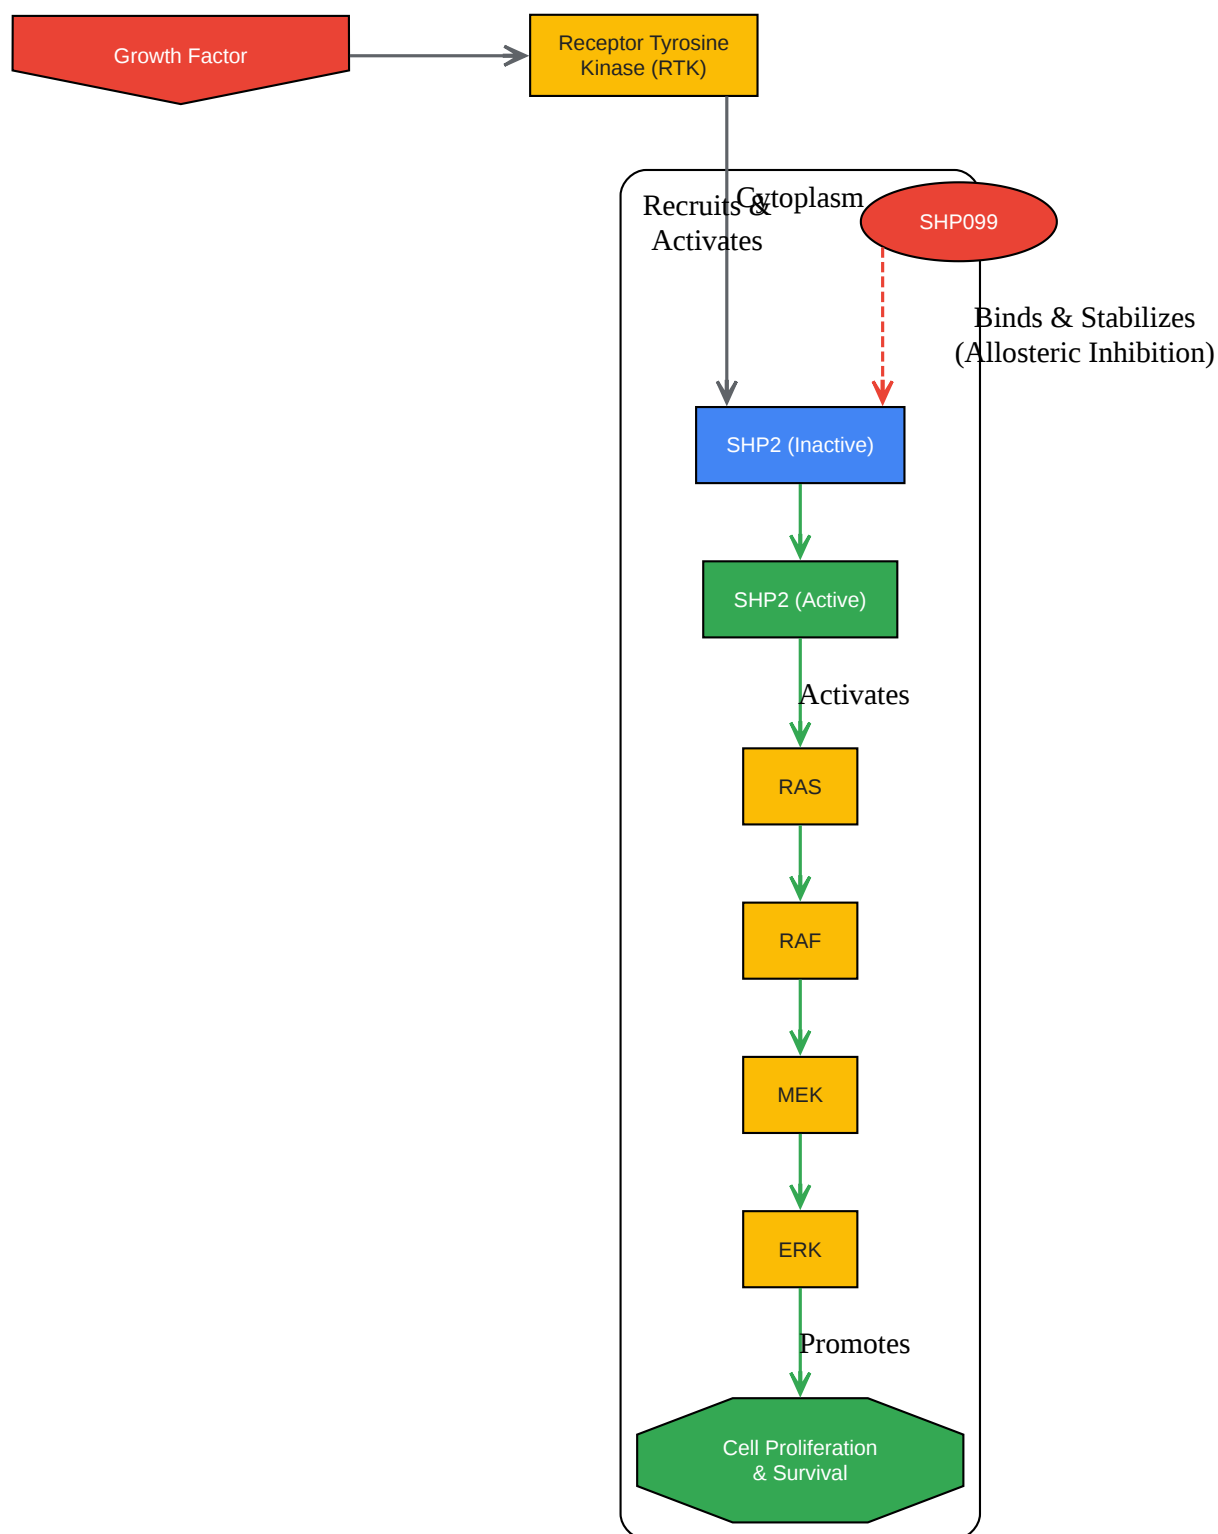 Growth Factor
Receptor Tyrosine
Kinase (RTK)
Cytoplasm
Recruits &
Activates
SHP099
Binds & Stabilizes
(Allosteric Inhibition)
SHP2 (Inactive)
SHP2 (Active)
Activates
RAS
RAF
MEK
ERK
Promotes
Cell Proliferation
& Survival